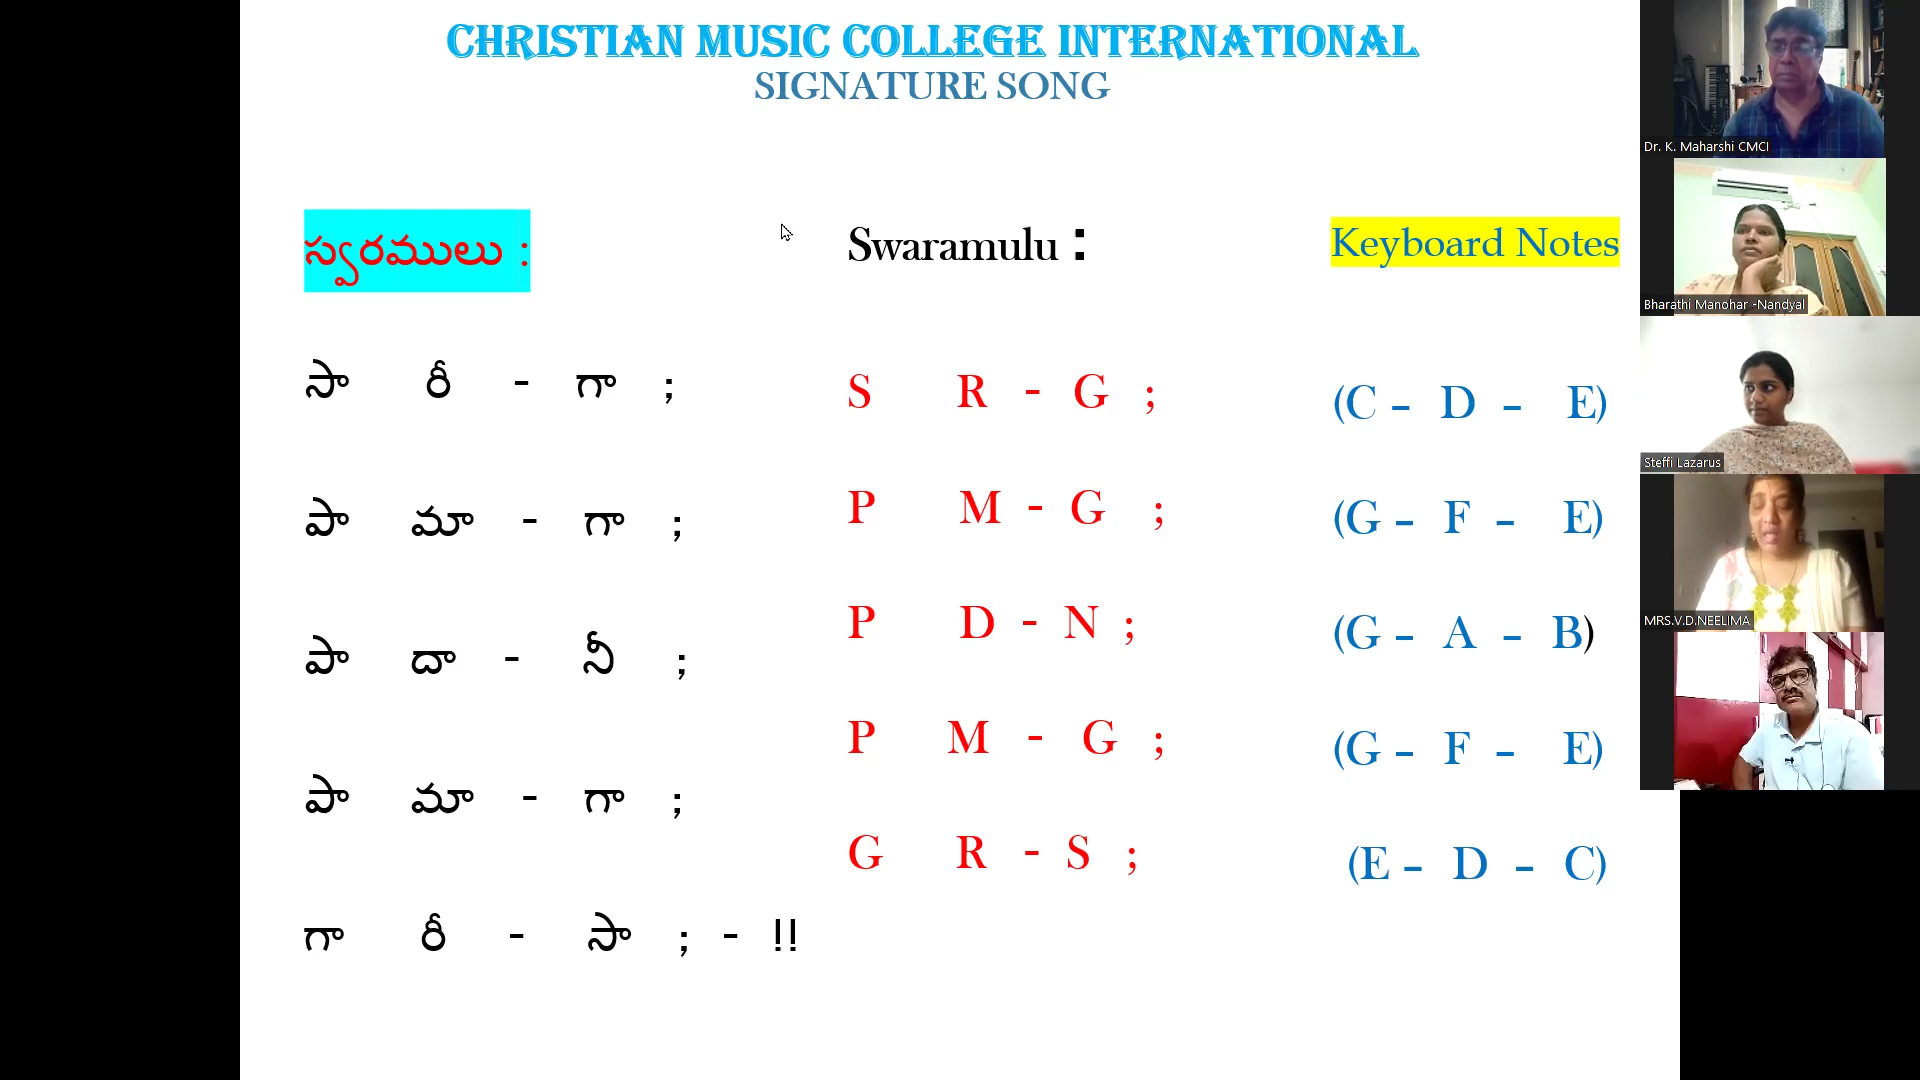 CHRISTIAN MUSIC COLLEGE INTERNATIONAL
SIGNATURE SONG
స్వరములు :
సా రీ - గా ;
పా మా - గా ;
పా దా - నీ ;
పా మా - గా ;
గా రీ - సా ; - !!
Swaramulu :
S R - G ;
P M - G ;
P D - N ;
P M - G ;
G R - S ;
Keyboard Notes
(C – D – E)
(G – F – E)
(G – A – B)
(G – F – E)
(E – D – C)
Dr. K. Maharshi CMCI
Bharathi Manohar -Nandyal
Steffi Lazarus
MRS.V.D.NEELIMA